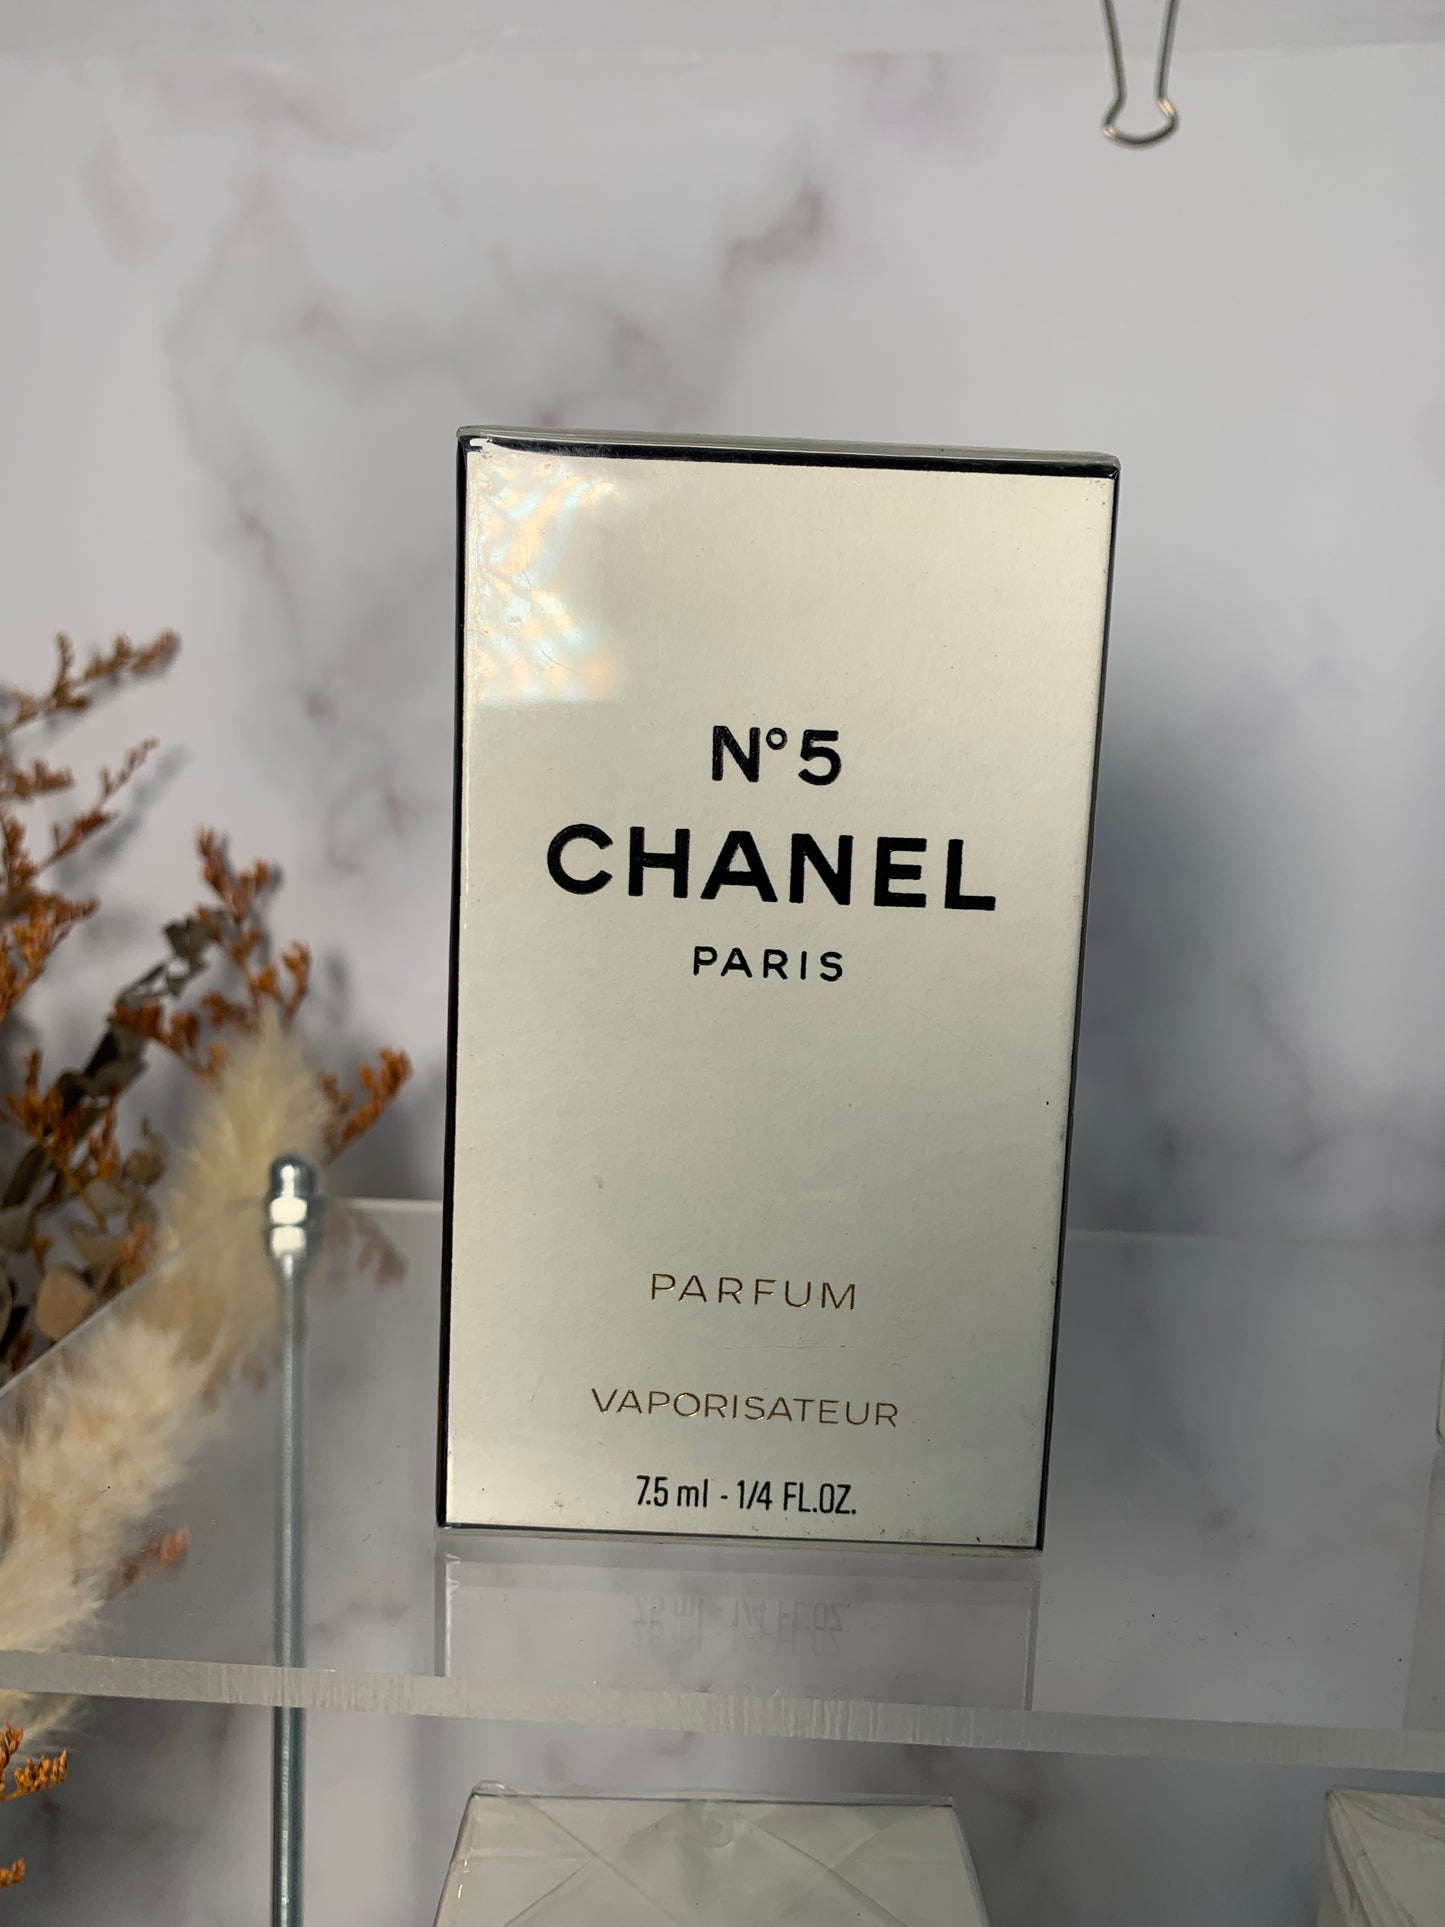 N°5
CHANEL
PARIS
PARFUM
VAPORISATEUR
7.5 ml - 1/4 FL.OZ.